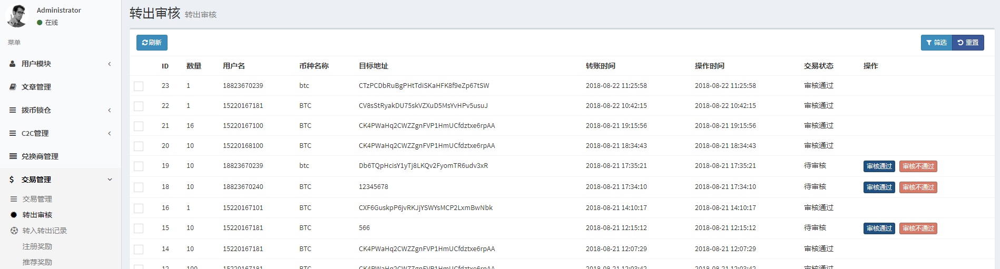 Administrator
在线
菜单
用户模块
文章管理
拨币锁仓
C2C管理
兑换商管理
交易管理
交易管理
转出审核
转入转出记录
注册奖励
推荐奖励
转出审核 转出审核
刷新 筛选 重置
ID 数量 用户名 币种名称 目标地址 转账时间 操作时间 交易状态 操作
23 1 18823670239 btc CTzPCDbRuBgPHtTdiSKaHFK8f9eZp67tSW 2018-08-22 11:25:58 2018-08-22 11:25:58 审核通过
22 1 15220167181 BTC CV8sStRyakDU75skVZXuD5MsYvHPv5usuJ 2018-08-22 10:42:15 2018-08-22 10:42:15 审核通过
21 16 15220167100 BTC CK4PWaHq2CWZZgnFVP1HmUCfdztxe6rpAA 2018-08-21 19:15:56 2018-08-21 19:15:56 审核通过
20 10 15220168100 BTC CK4PWaHq2CWZZgnFVP1HmUCfdztxe6rpAA 2018-08-21 18:34:43 2018-08-21 18:34:43 审核通过
19 10 18823670239 btc Db6TQpHcisY1yTj8LKQv2FyomTR6udv3xR 2018-08-21 17:35:21 2018-08-21 17:35:21 待审核 审核通过 审核不通过
18 10 18823670240 BTC 12345678 2018-08-21 17:34:10 2018-08-21 17:34:10 待审核 审核通过 审核不通过
16 1 15220167101 BTC CXF6GuskpP6jvRKJjYSWYsMCP2LxmBwNbk 2018-08-21 14:10:17 2018-08-21 14:10:17 审核通过
15 10 15220167181 BTC 566 2018-08-21 12:15:12 2018-08-21 12:15:12 待审核 审核通过 审核不通过
14 10 15220167181 BTC CK4PWaHq2CWZZgnFVP1HmUCfdztxe6rpAA 2018-08-21 12:07:29 2018-08-21 12:07:29 审核通过
100 15220167181 BTC CK4PWaHq2CWZZgnFVP1HmUCfdztxe6rpAA 2018-08-21 12:03:42 2018-08-21 12:03:42 审核通过